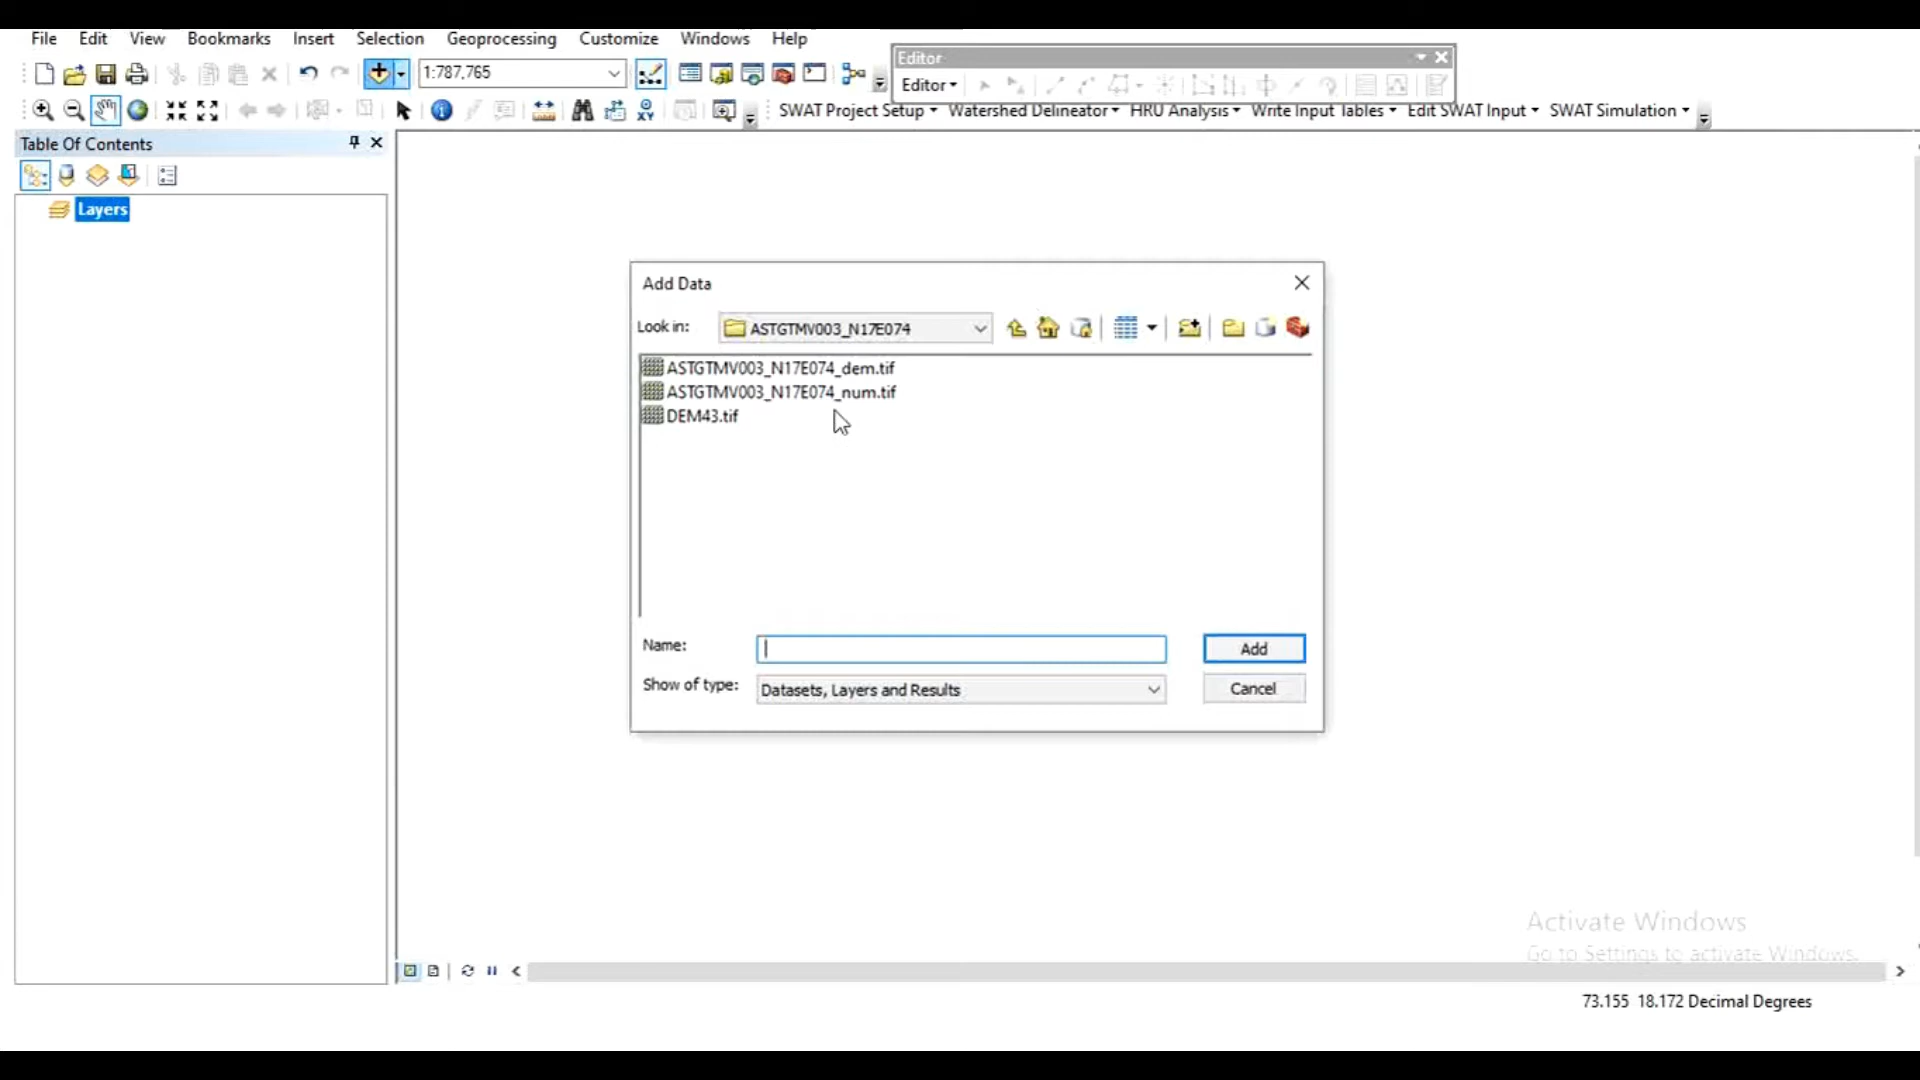 File Edit View Bookmarks Insert Selection Geoprocessing Customize Windows Help
Editor
1:787,765
Editor
SWAT Project Setup Watershed Delineator HRU Analysis Write Input Tables Edit SWAT Input SWAT Simulation
Table Of Contents
Layers
Add Data
Look in: ASTGTMV003_N17E074
ASTGTMV003_N17E074_dem.tif
ASTGTMV003_N17E074_num.tif
DEM43.tif
Name: Add
Show of type: Datasets, Layers and Results Cancel
Activate Windows
Go to Settings to activate Windows.
73.155 18.172 Decimal Degrees